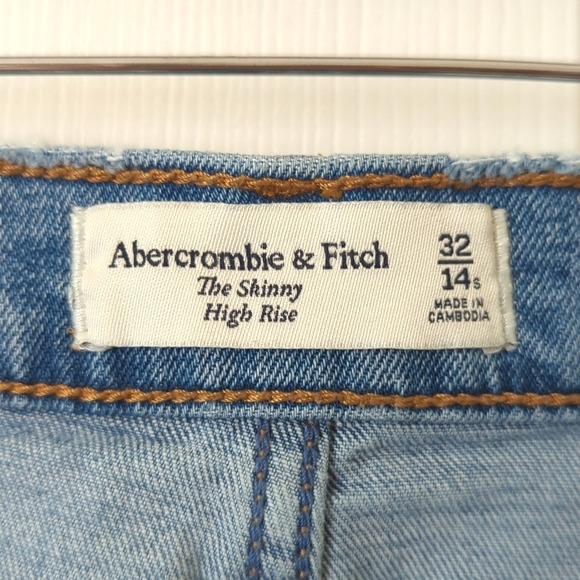 Abercrombie & Fitch
The Skinny
High Rise
32
14s
MADE IN
CAMBODIA